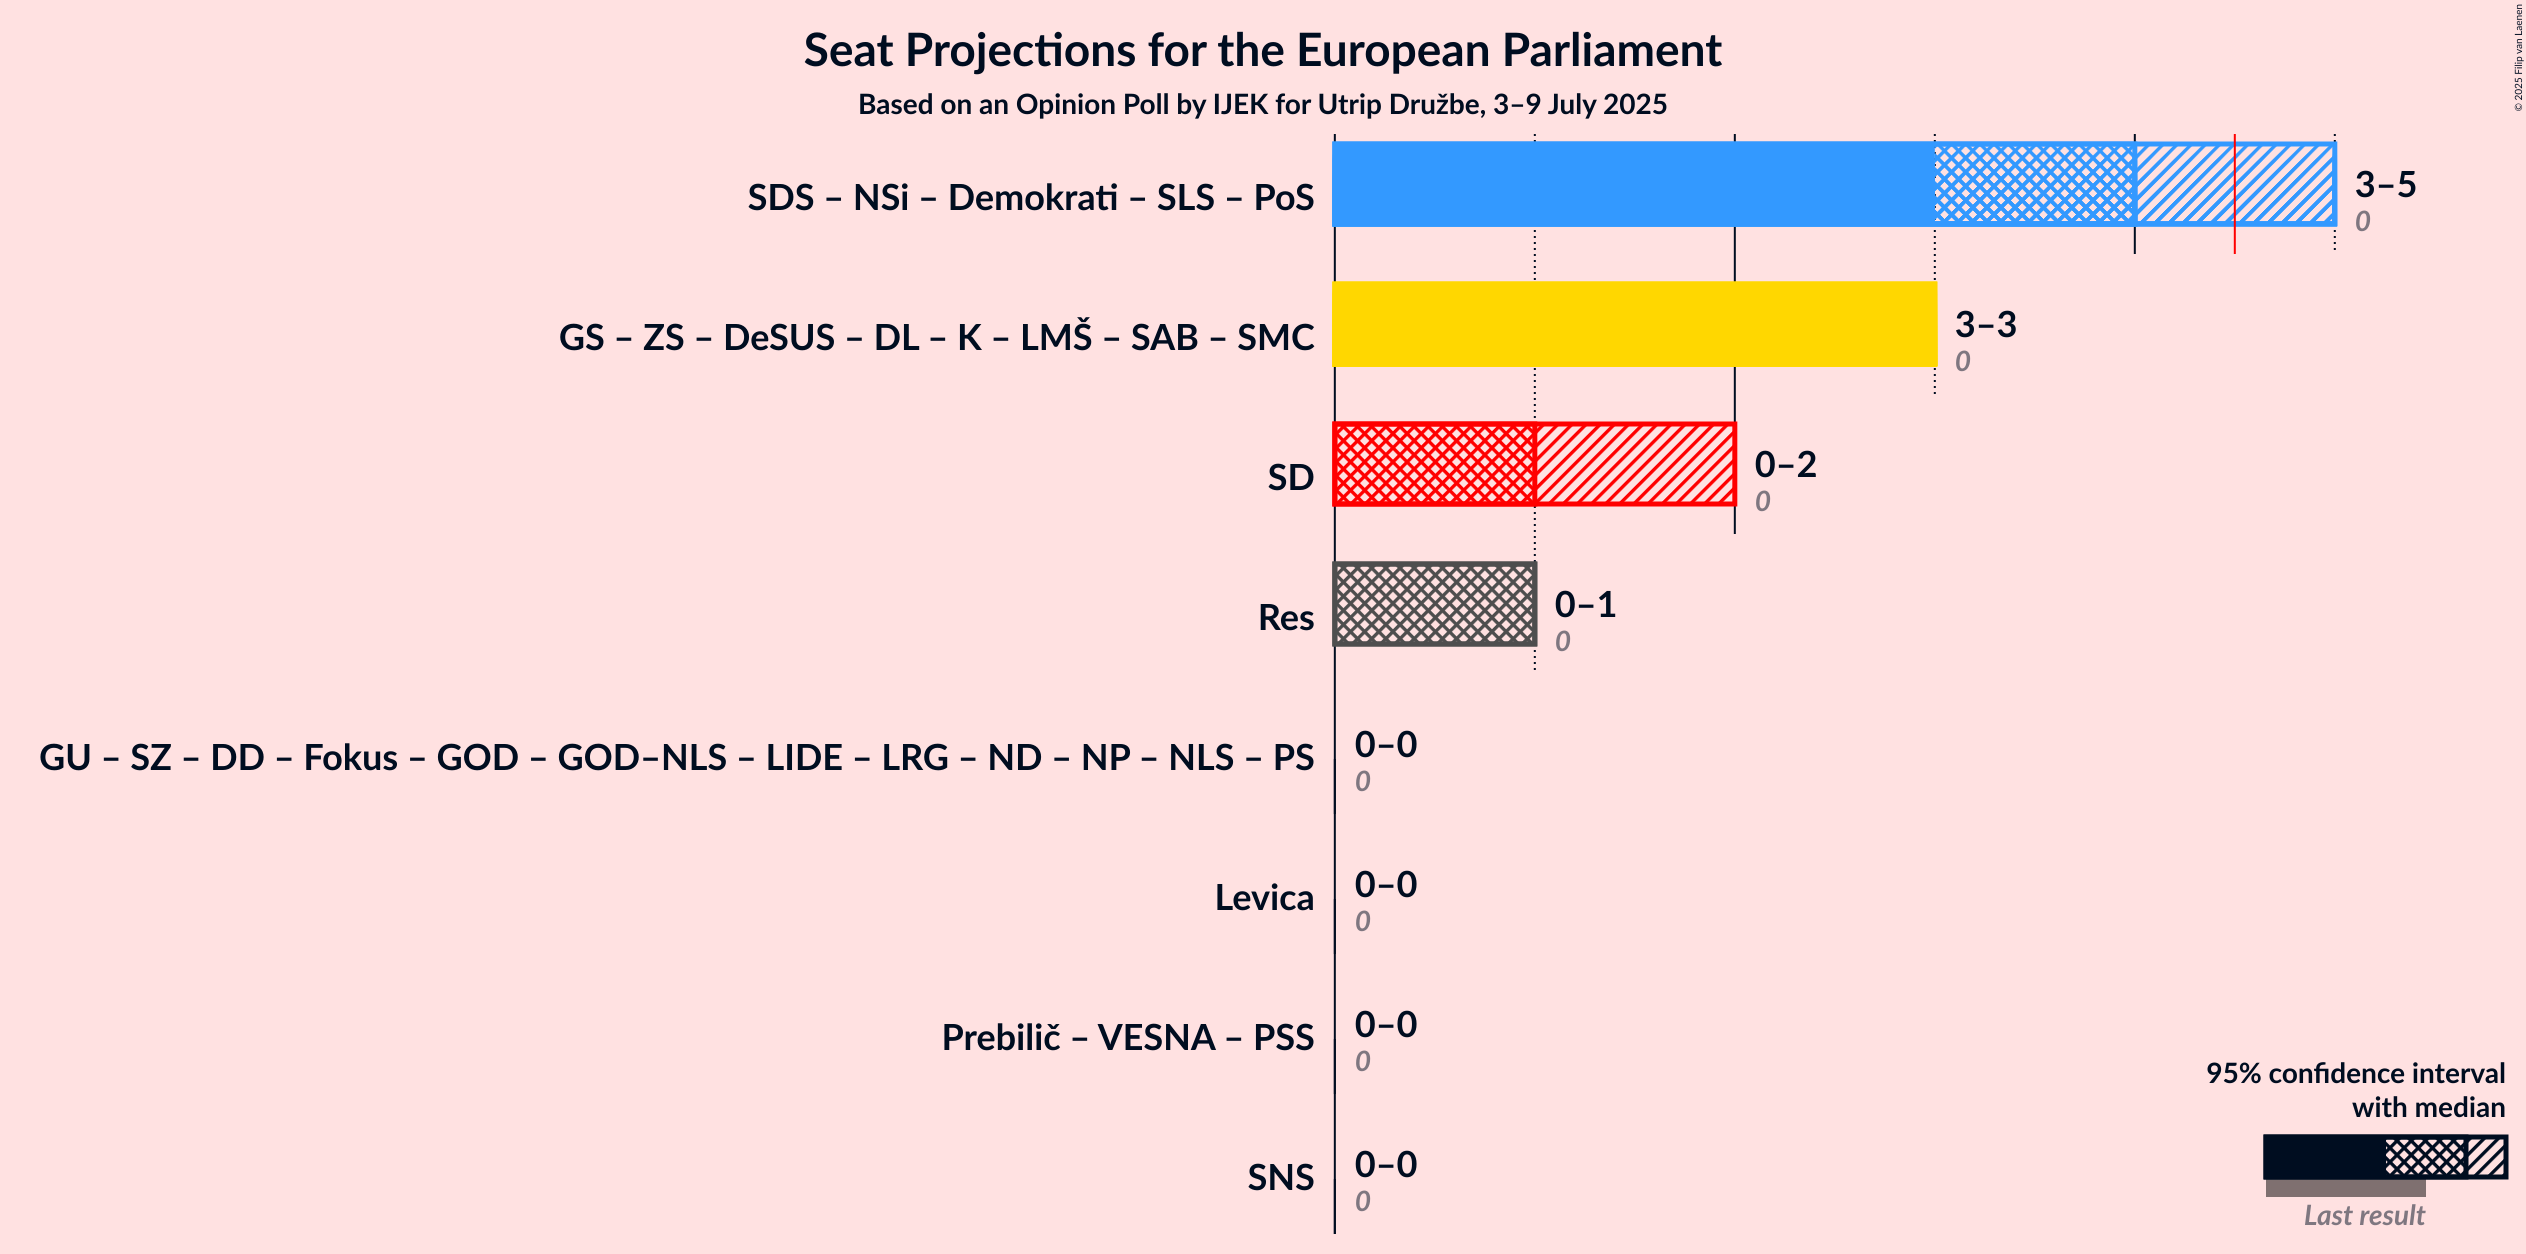 Seat Projections for the European Parliament
Based on an Opinion Poll by IJEK for Utrip Družbe, 3–9 July 2025
© 2025 Filip van Laenen
SDS – NSi – Demokrati – SLS – PoS
3–5
0
GS – ZS – DeSUS – DL – K – LMŠ – SAB – SMC
3–3
0
SD
0–2
0
Res
0–1
0
GU – SZ – DD – Fokus – GOD – GOD–NLS – LIDE – LRG – ND – NP – NLS – PS
0–0
0
Levica
0–0
0
Prebilič – VESNA – PSS
0–0
0
SNS
0–0
0
95% confidence interval
with median
Last result